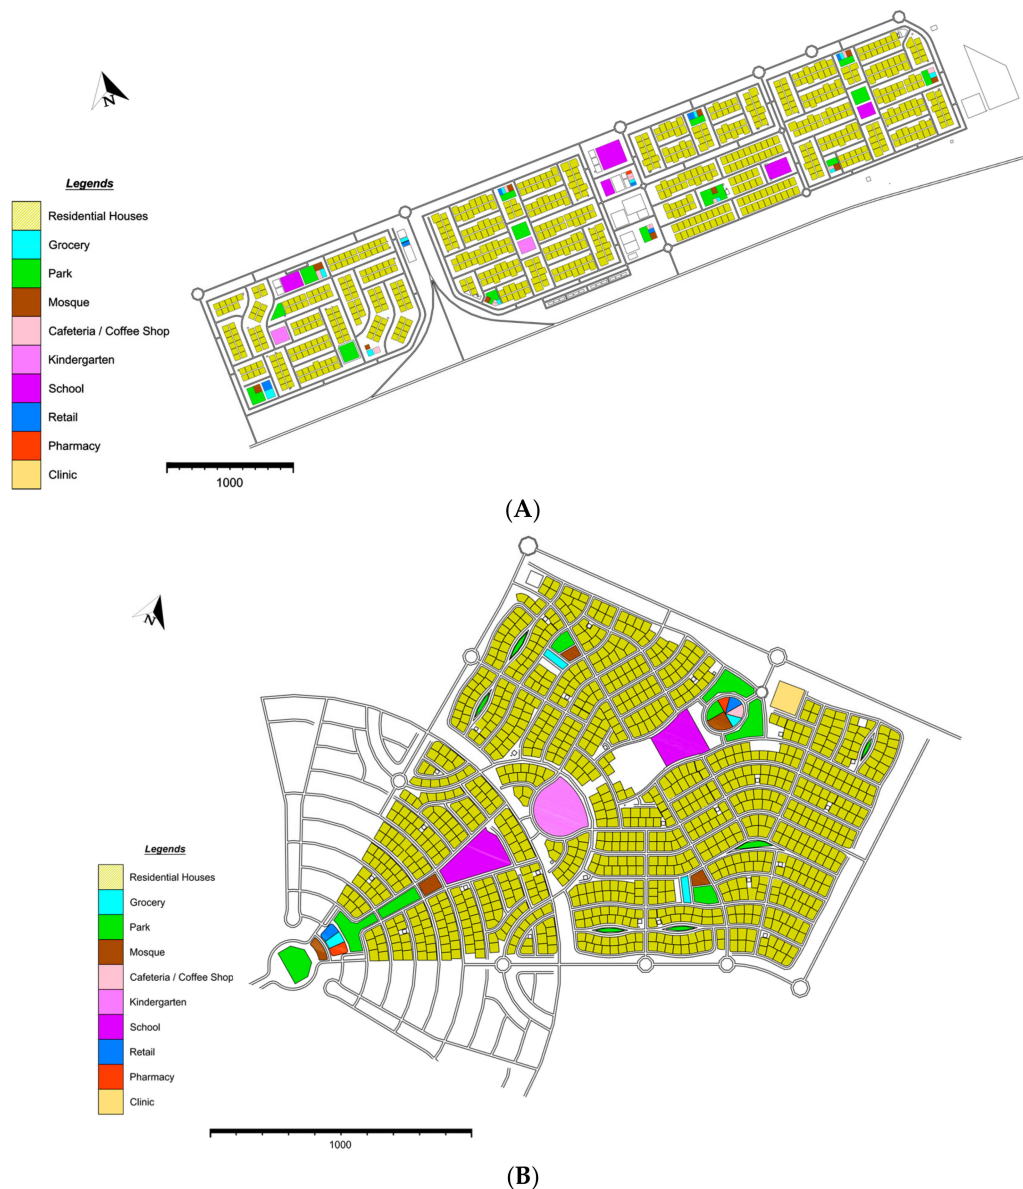 N
Legends
Residential Houses
Grocery
Park
Mosque
Cafeteria / Coffee Shop
Kindergarten
School
Retail
Pharmacy
Clinic
1000
(A)
N
Legends
Residential Houses
Grocery
Park
Mosque
Cafeteria / Coffee Shop
Kindergarten
School
Retail
Pharmacy
Clinic
1000
(B)